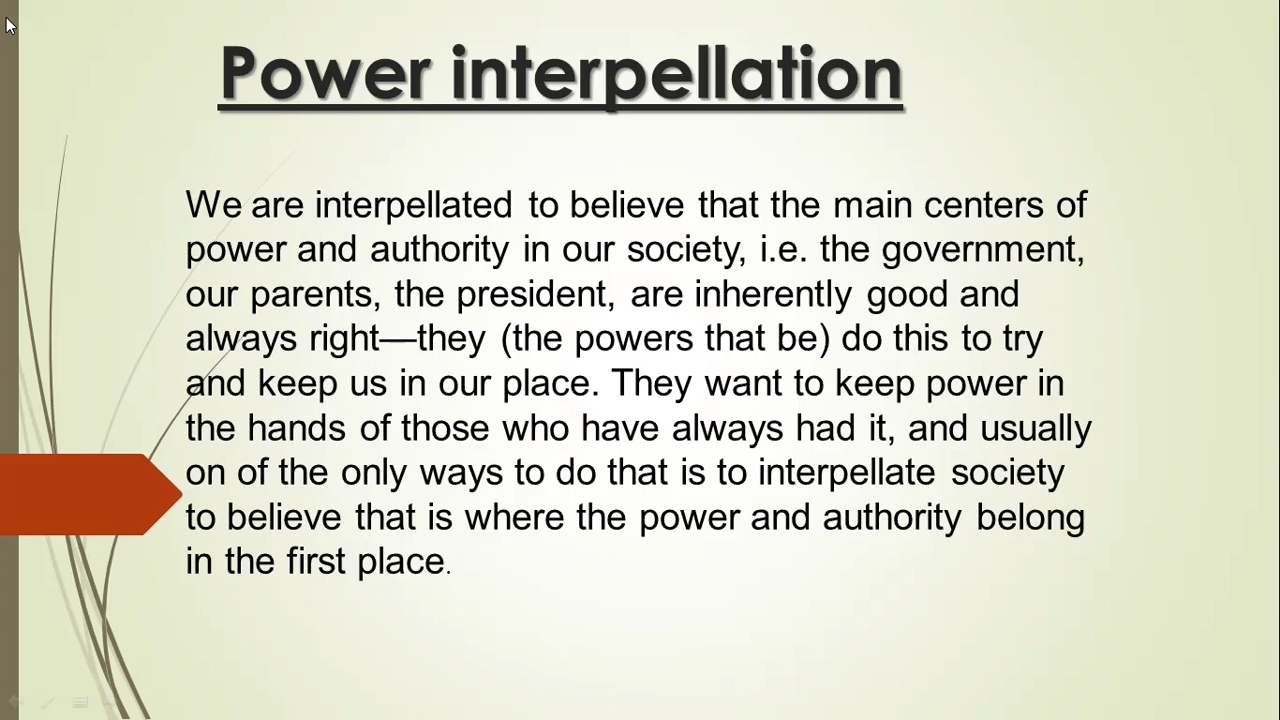 Power interpellation
We are interpellated to believe that the main centers of
power and authority in our society, i.e. the government,
our parents, the president, are inherently good and
always right—they (the powers that be) do this to try
and keep us in our place. They want to keep power in
the hands of those who have always had it, and usually
on of the only ways to do that is to interpellate society
to believe that is where the power and authority belong
in the first place.